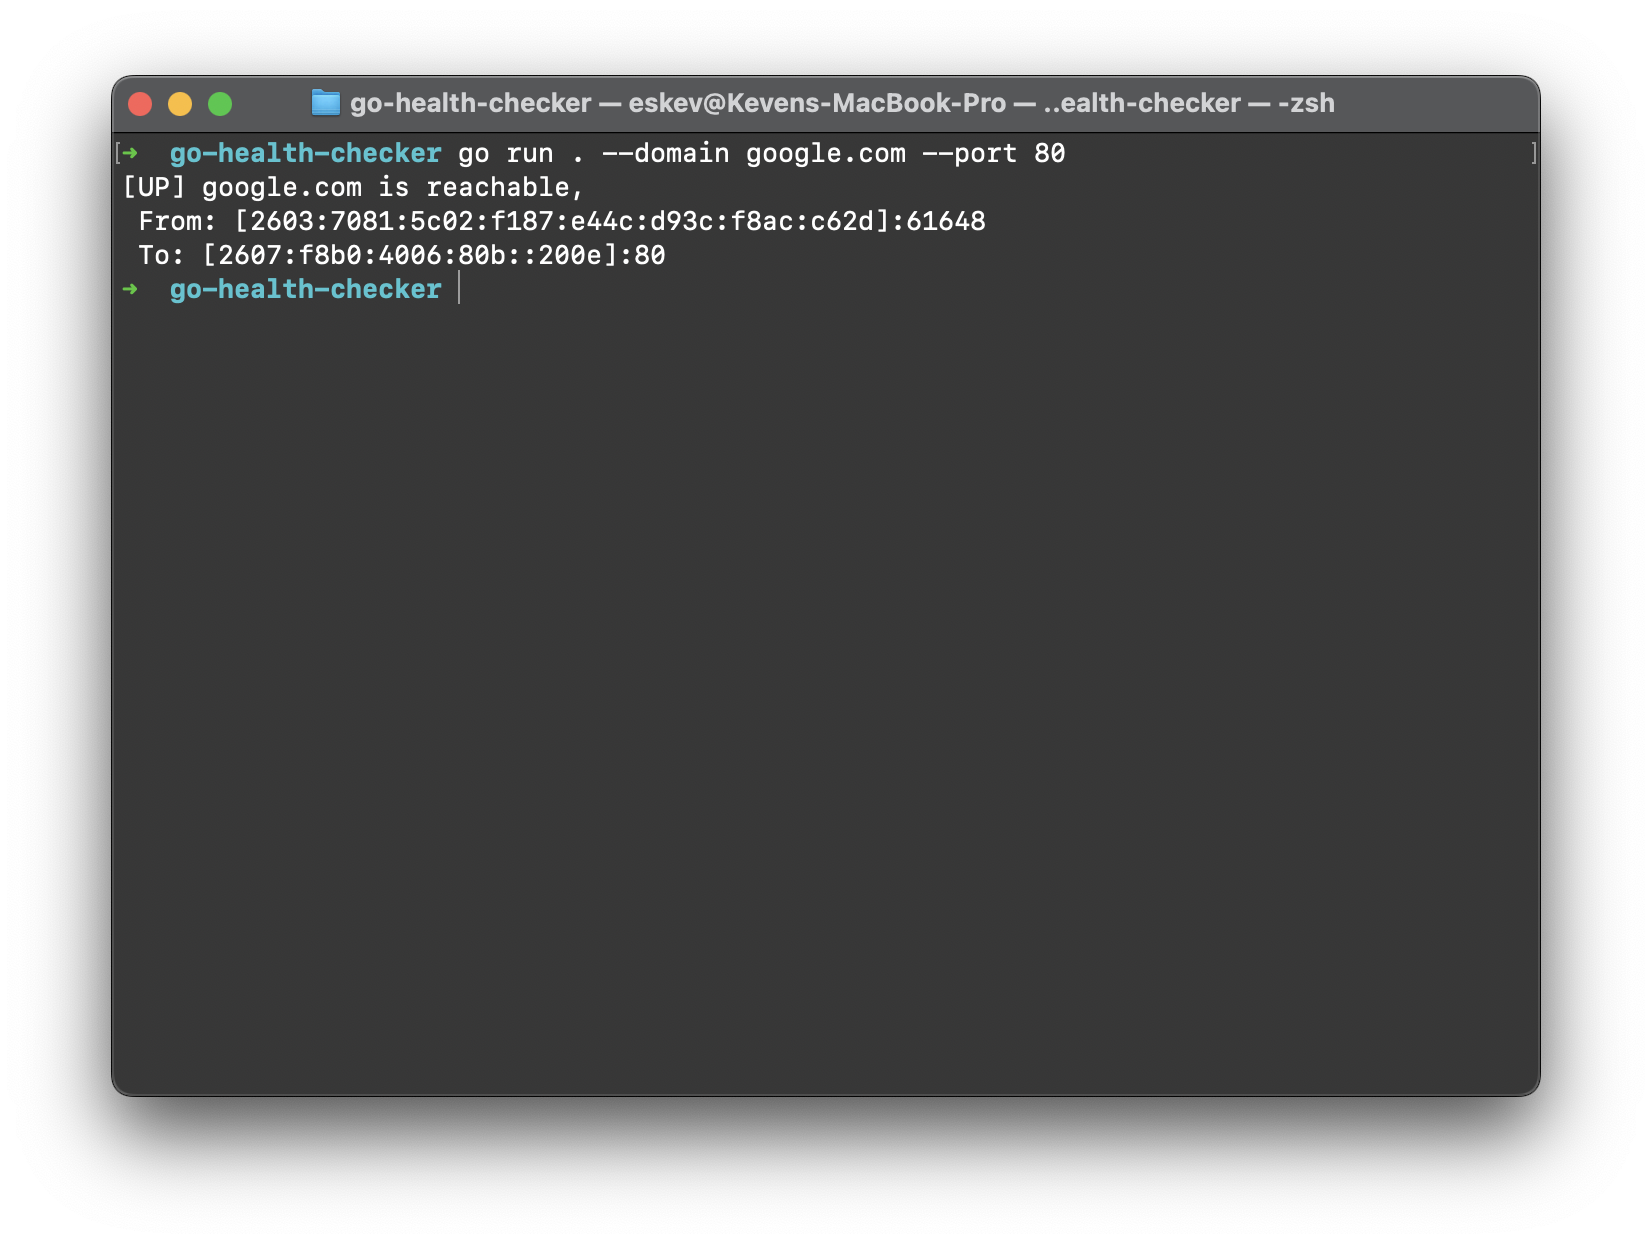 go-health-checker — eskev@Kevens-MacBook-Pro — ..ealth-checker — -zsh
[➜  go-health-checker go run . --domain google.com --port 80 ]
[UP] google.com is reachable,
 From: [2603:7081:5c02:f187:e44c:d93c:f8ac:c62d]:61648
 To: [2607:f8b0:4006:80b::200e]:80
➜  go-health-checker